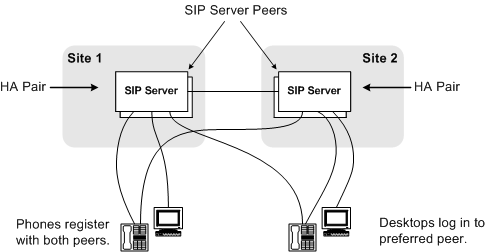 SIP Server Peers
Site 1
Site 2
HA Pair
SIP Server
SIP Server
HA Pair
Phones register
with both peers.
Desktops log in to
preferred peer.